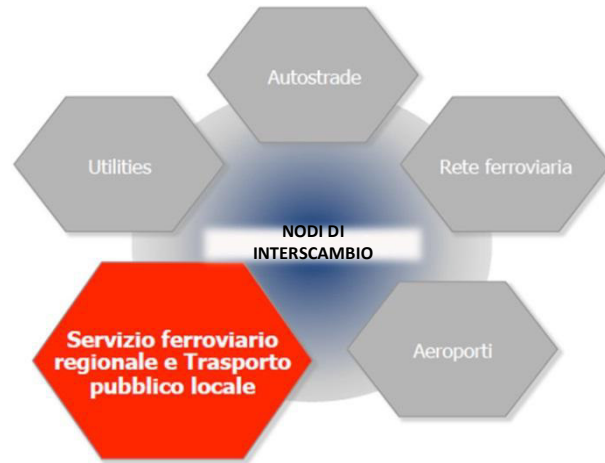 Autostrade
Utilities
Rete ferroviaria
NODI DI
INTERSCAMBIO
Servizio ferroviario
regionale e Trasporto
pubblico locale
Aeroporti